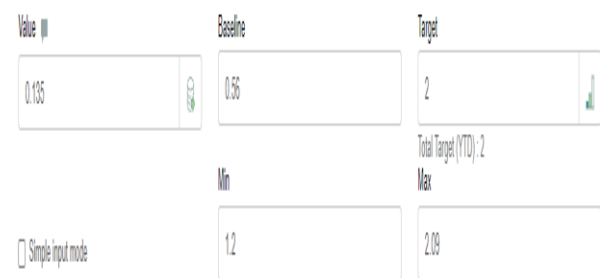 Value Baseline Target
0.135 0.56 2
Total Target (YTD) : 2
Min Max
Simple input mode 1.2 2.09